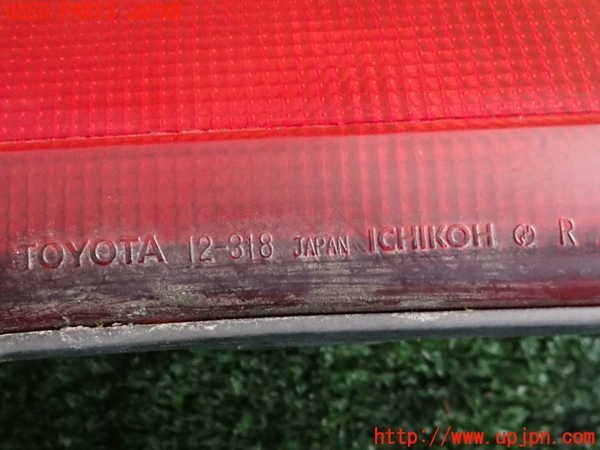 TOYOTA 12-318 JAPAN ICHIKOH R
http://www.upjpn.com